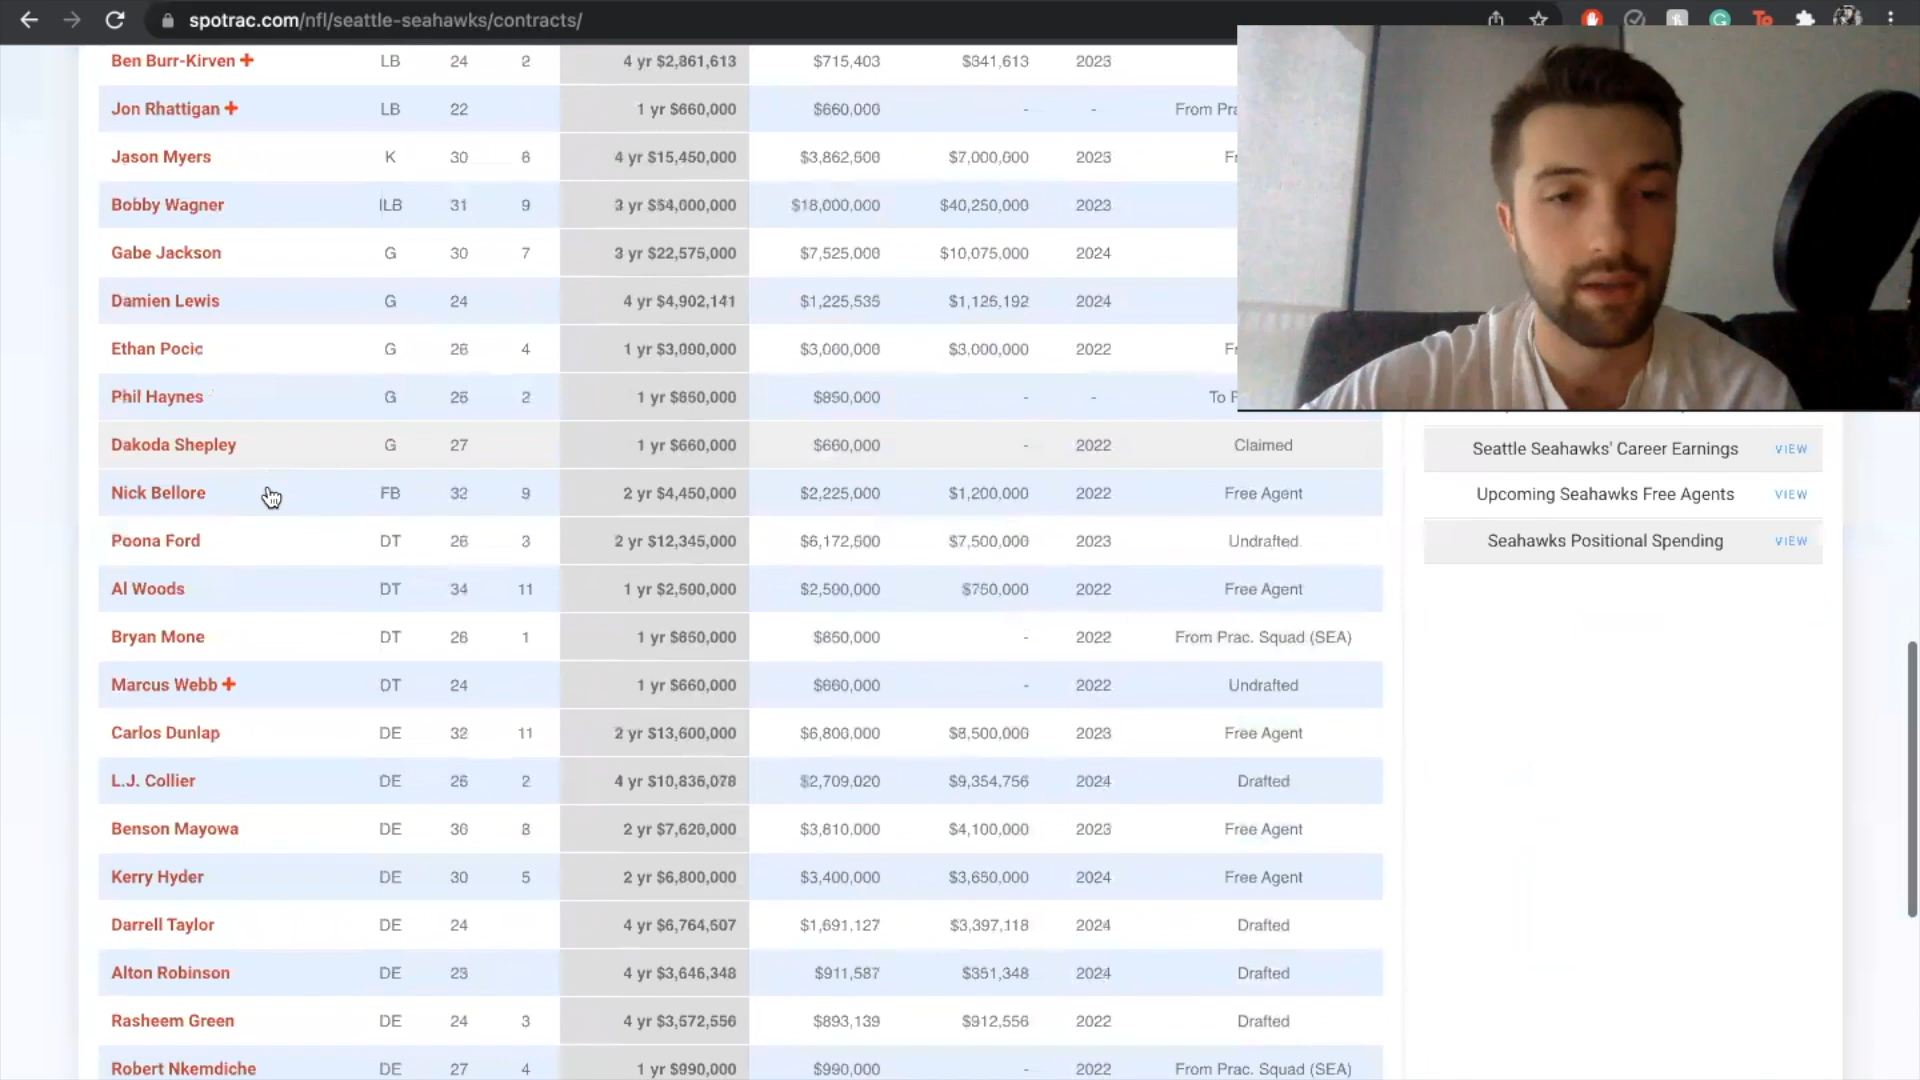 spotrac.com/nfl/seattle-seahawks/contracts/
Ben Burr-Kirven + LB 24 2 4 yr $2,861,613 $715,403 $341,613 2023
Jon Rhattigan + LB 22 1 yr $660,000 $660,000 - - From Pra
Jason Myers K 30 6 4 yr $15,450,000 $3,862,500 $7,000,000 2023 Fr
Bobby Wagner ILB 31 9 3 yr $54,000,000 $18,000,000 $40,250,000 2023
Gabe Jackson G 30 7 3 yr $22,575,000 $7,525,000 $10,075,000 2024
Damien Lewis G 24 4 yr $4,902,141 $1,225,535 $1,125,192 2024
Ethan Pocic G 26 4 1 yr $3,000,000 $3,000,000 $3,000,000 2022 Fr
Phil Haynes G 26 2 1 yr $850,000 $850,000 - - To F
Dakoda Shepley G 27 1 yr $660,000 $660,000 - 2022 Claimed
Seattle Seahawks' Career Earnings VIEW
Nick Bellore FB 32 9 2 yr $4,450,000 $2,225,000 $1,200,000 2022 Free Agent
Upcoming Seahawks Free Agents VIEW
Poona Ford DT 26 3 2 yr $12,345,000 $6,172,500 $7,500,000 2023 Undrafted
Seahawks Positional Spending VIEW
Al Woods DT 34 11 1 yr $2,500,000 $2,500,000 $750,000 2022 Free Agent
Bryan Mone DT 26 1 1 yr $850,000 $850,000 - 2022 From Prac. Squad (SEA)
Marcus Webb + DT 24 1 yr $660,000 $660,000 - 2022 Undrafted
Carlos Dunlap DE 32 11 2 yr $13,600,000 $6,800,000 $8,500,000 2023 Free Agent
L.J. Collier DE 26 2 4 yr $10,836,078 $2,709,020 $9,354,756 2024 Drafted
Benson Mayowa DE 30 8 2 yr $7,620,000 $3,810,000 $4,100,000 2023 Free Agent
Kerry Hyder DE 30 5 2 yr $6,800,000 $3,400,000 $3,650,000 2024 Free Agent
Darrell Taylor DE 24 4 yr $6,764,507 $1,691,127 $3,397,118 2024 Drafted
Alton Robinson DE 23 4 yr $3,646,348 $911,587 $351,348 2024 Drafted
Rasheem Green DE 24 3 4 yr $3,572,556 $893,139 $912,556 2022 Drafted
Robert Nkemdiche DE 27 4 1 yr $990,000 $990,000 - 2022 From Prac. Squad (SEA)